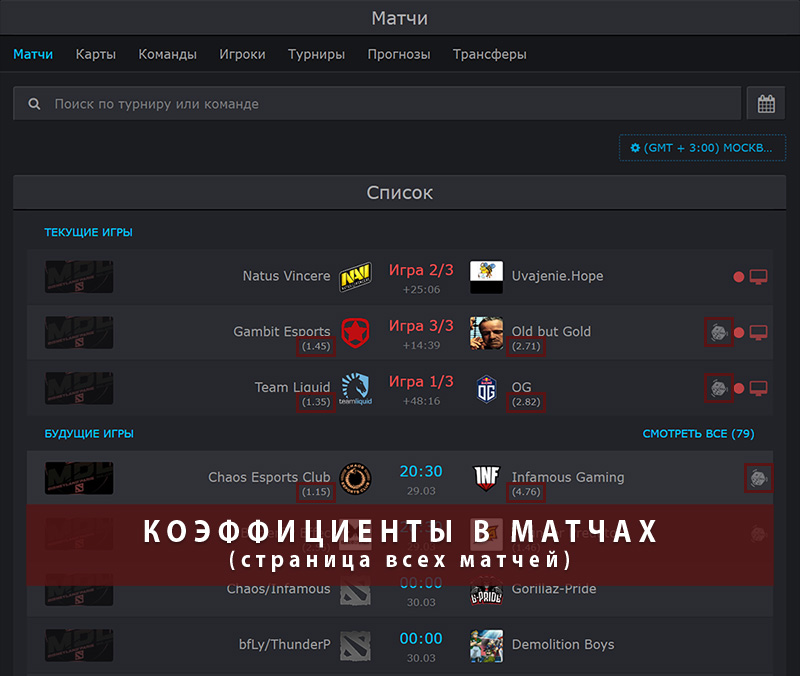 Матчи
Матчи Карты Команды Игроки Турниры Прогнозы Трансферы
Поиск по турниру или команде
(GMT + 3:00) МОСКВ...
Список
ТЕКУЩИЕ ИГРЫ
Natus Vincere Игра 2/3 Uvajenie.Hope
+25:06
Gambit Esports Игра 3/3 Old but Gold
(1.45) +14:39 (2.71)
Team Liquid Игра 1/3 OG
(1.35) teamliquid +48:16 (2.82)
БУДУЩИЕ ИГРЫ СМОТРЕТЬ ВСЕ (79)
Chaos Esports Club 20:30 Infamous Gaming
(1.15) 29.03 (4.76)
КОЭФФИЦИЕНТЫ В МАТЧАХ
(страница всех матчей)
Chaos/Infamous 00:00 Gorillaz-Pride
30.03
bfLy/ThunderP 00:00 Demolition Boys
30.03